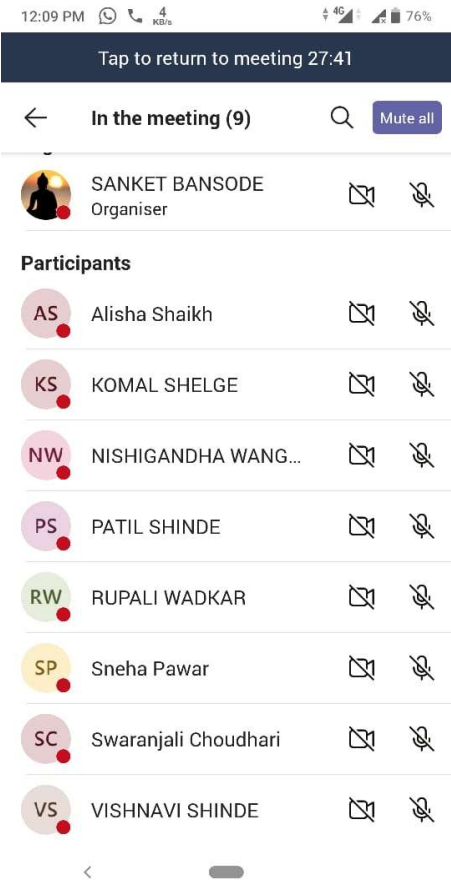 12:09 PM 4 KB/s 4G 76%
Tap to return to meeting 27:41
In the meeting (9) Mute all
SANKET BANSODE
Organiser
Participants
AS Alisha Shaikh
KS KOMAL SHELGE
NW NISHIGANDHA WANG...
PS PATIL SHINDE
RW RUPALI WADKAR
SP Sneha Pawar
SC Swaranjali Choudhari
VS VISHNAVI SHINDE